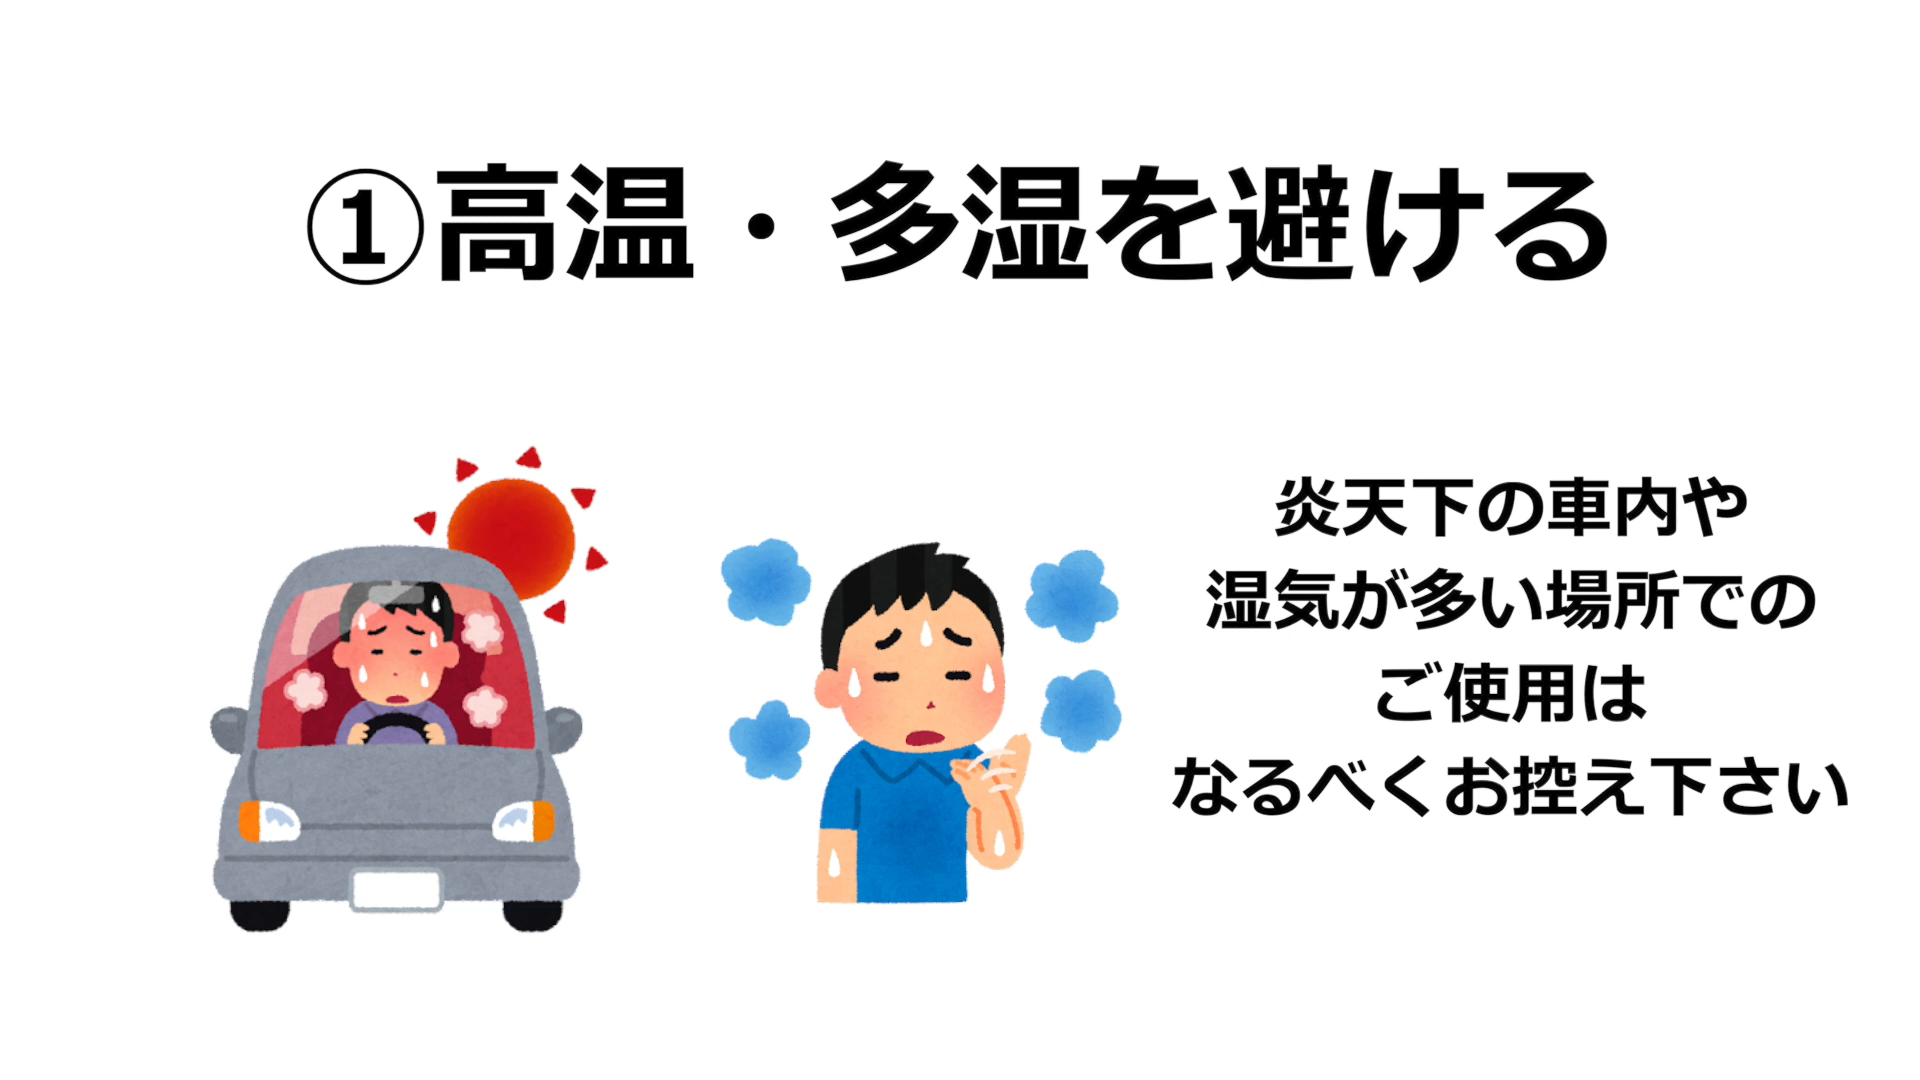 ①高温・多湿を避ける
炎天下の車内や
湿気が多い場所での
ご使用は
なるべくお控え下さい